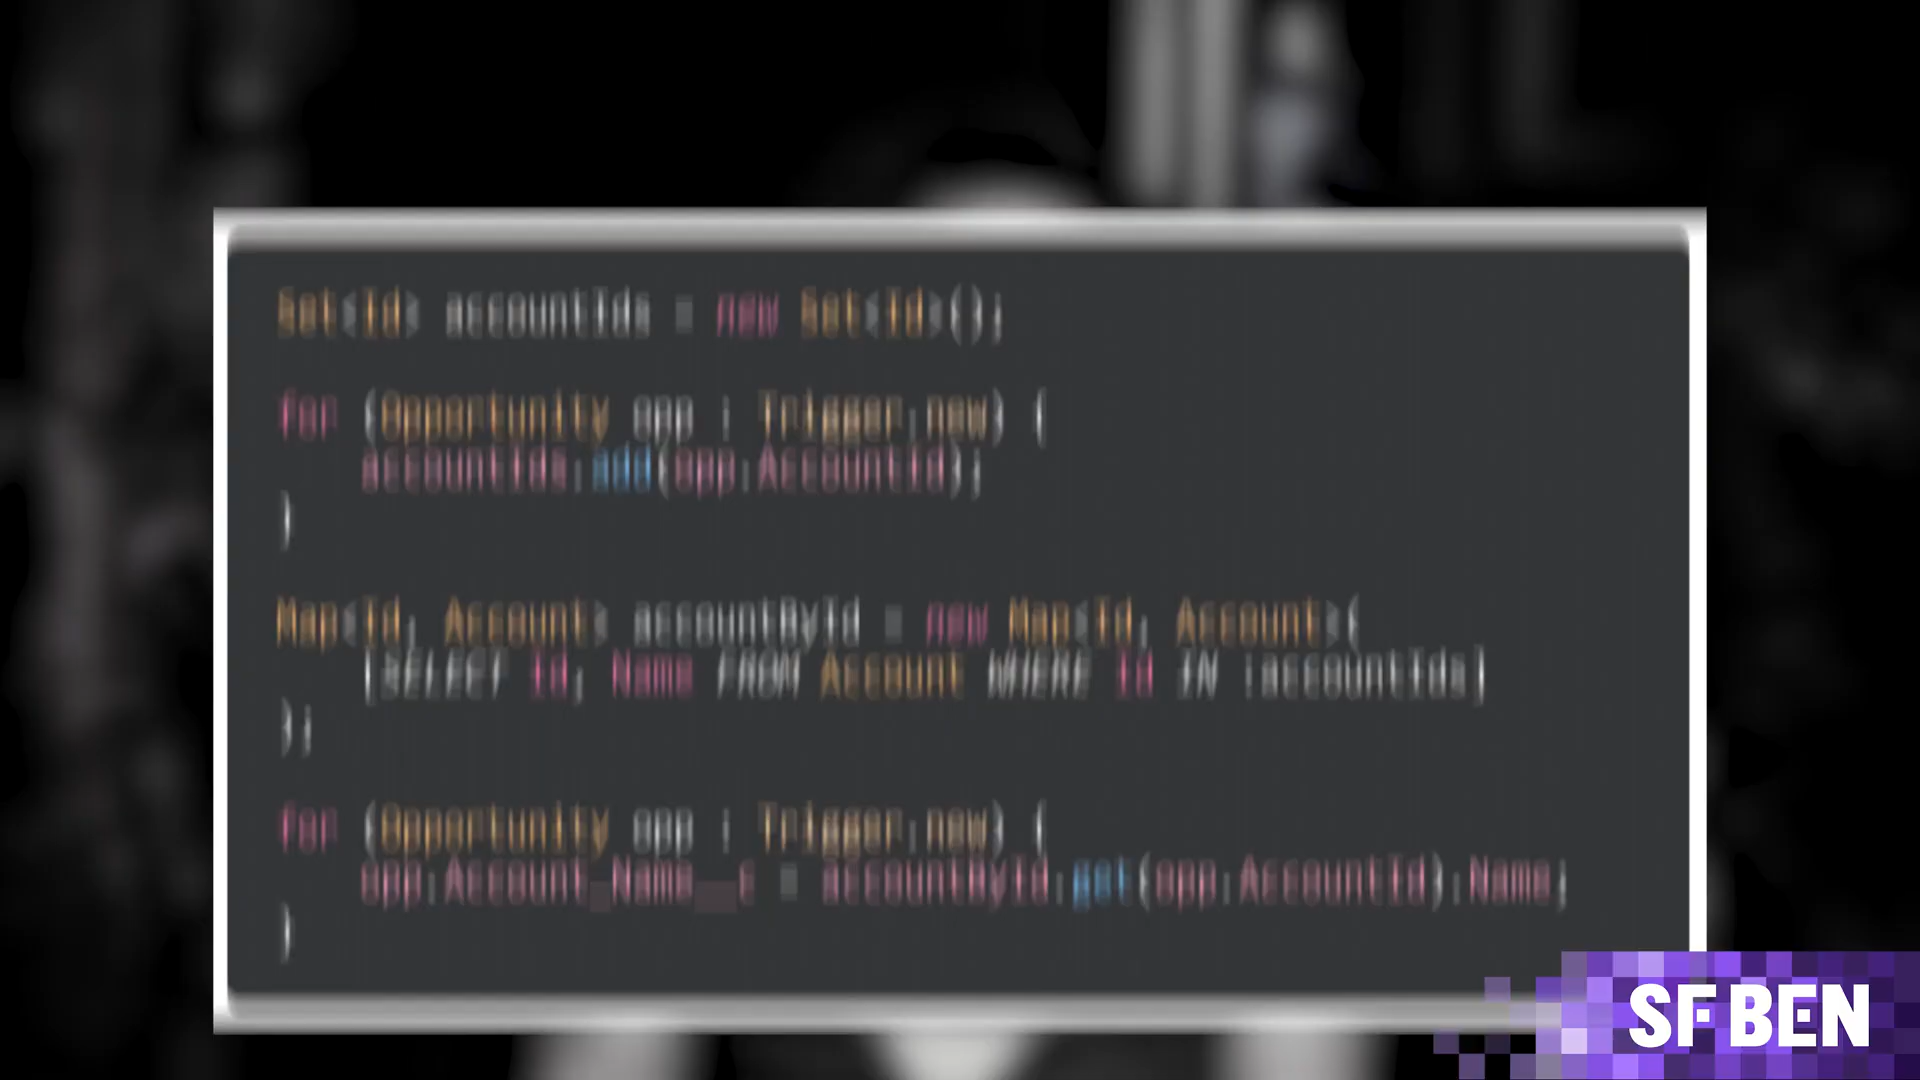 Set<Id> accountIds = new Set<Id>();
for (Opportunity opp : Trigger.new) {
accountIds.add(opp.AccountId);
}
Map<Id, Account> accountById = new Map<Id, Account>(
[SELECT Id, Name FROM Account WHERE Id IN :accountIds]
);
for (Opportunity opp : Trigger.new) {
opp.Account_Name__c = accountById.get(opp.AccountId).Name;
}
SF BEN